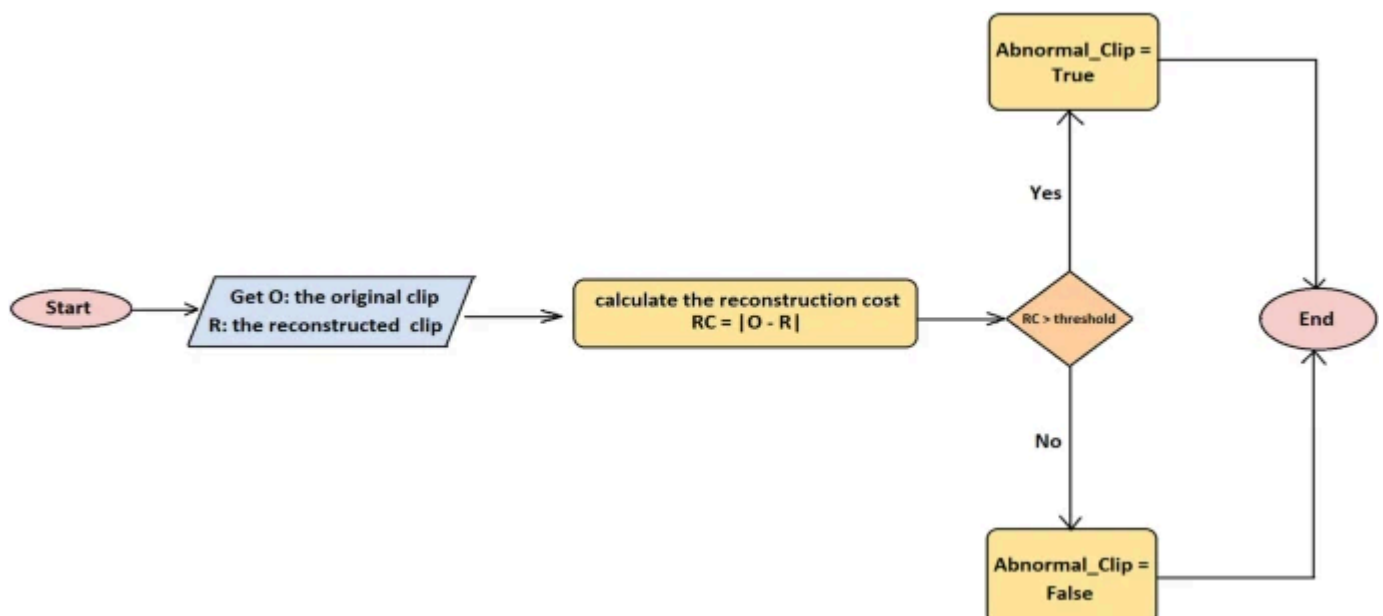 Start
Get O: the original clip
R: the reconstructed clip
calculate the reconstruction cost
RC = |O - R|
RC > threshold
Yes
Abnormal_Clip =
True
No
Abnormal_Clip =
False
End